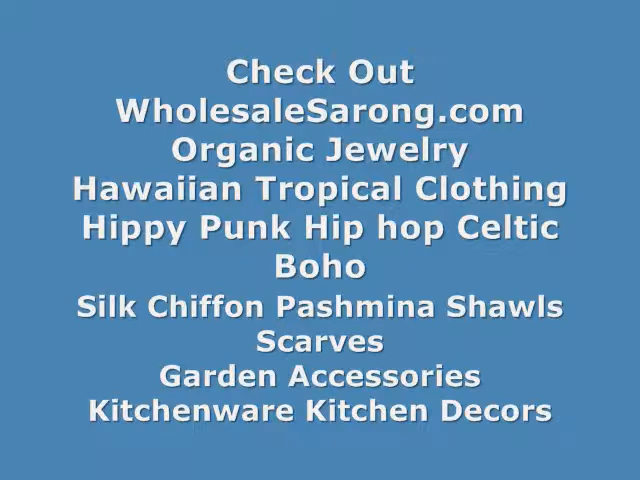 Check Out
WholesaleSarong.com
Organic Jewelry
Hawaiian Tropical Clothing
Hippy Punk Hip hop Celtic
Boho
Silk Chiffon Pashmina Shawls
Scarves
Garden Accessories
Kitchenware Kitchen Decors